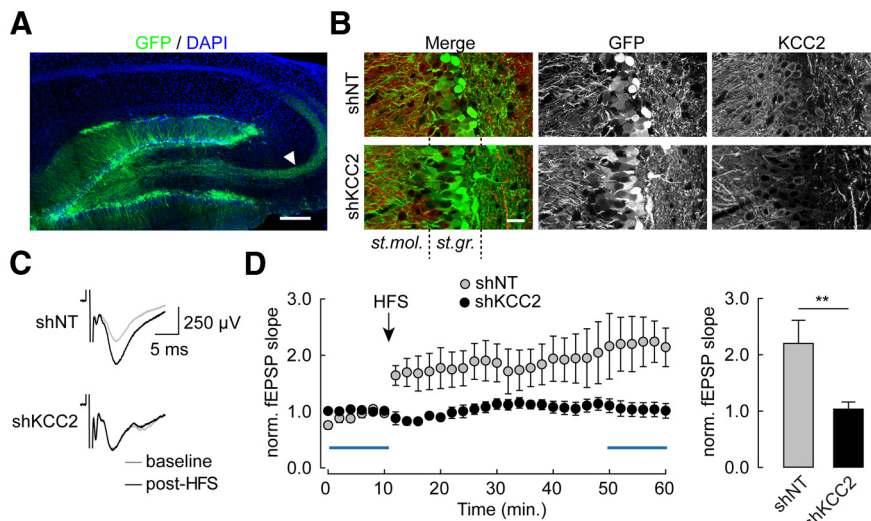 A
GFP / DAPI
B
Merge
GFP
KCC2
shNT
shKCC2
st.mol.
st.gr.
C
shNT
250 µV
5 ms
shKCC2
baseline
post-HFS
D
shNT
shKCC2
HFS
norm. fEPSP slope
3.0
2.0
1.0
0.0
0
10
20
30
40
50
60
Time (min.)
norm. fEPSP slope
3.0
2.0
1.0
0.0
**
shNT
shKCC2